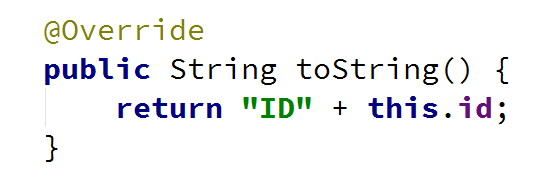 @Override
public String toString() {
    return "ID" + this.id;
}